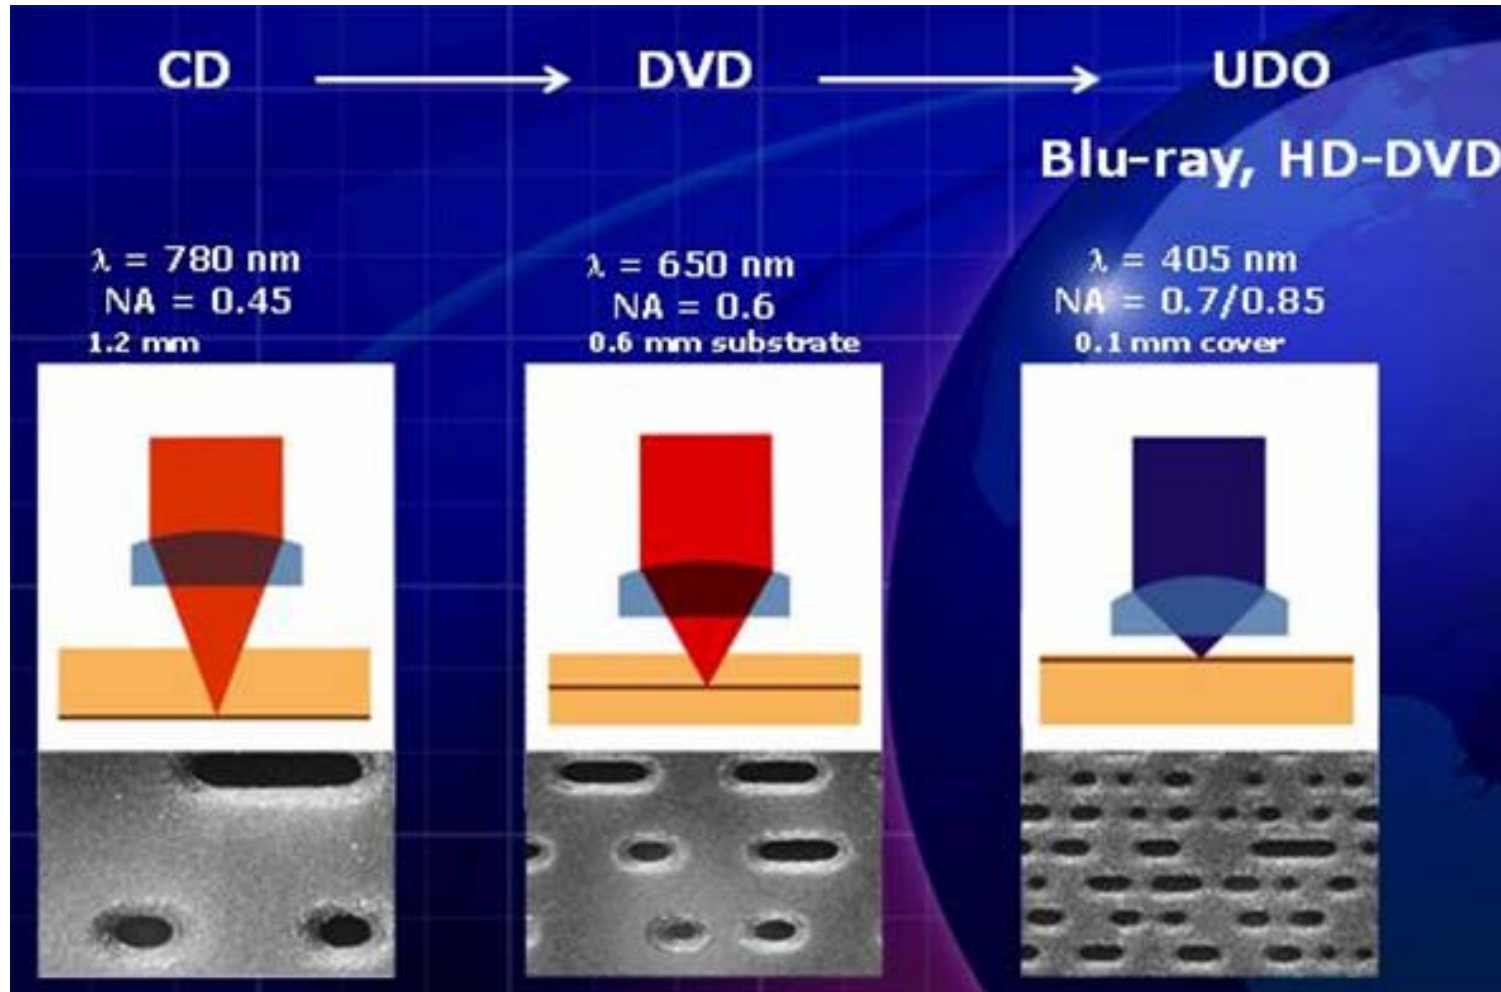 CD
DVD
UDO
Blu-ray, HD-DVD
λ = 780 nm
NA = 0.45
1.2 mm
λ = 650 nm
NA = 0.6
0.6 mm substrate
λ = 405 nm
NA = 0.7/0.85
0.1 mm cover